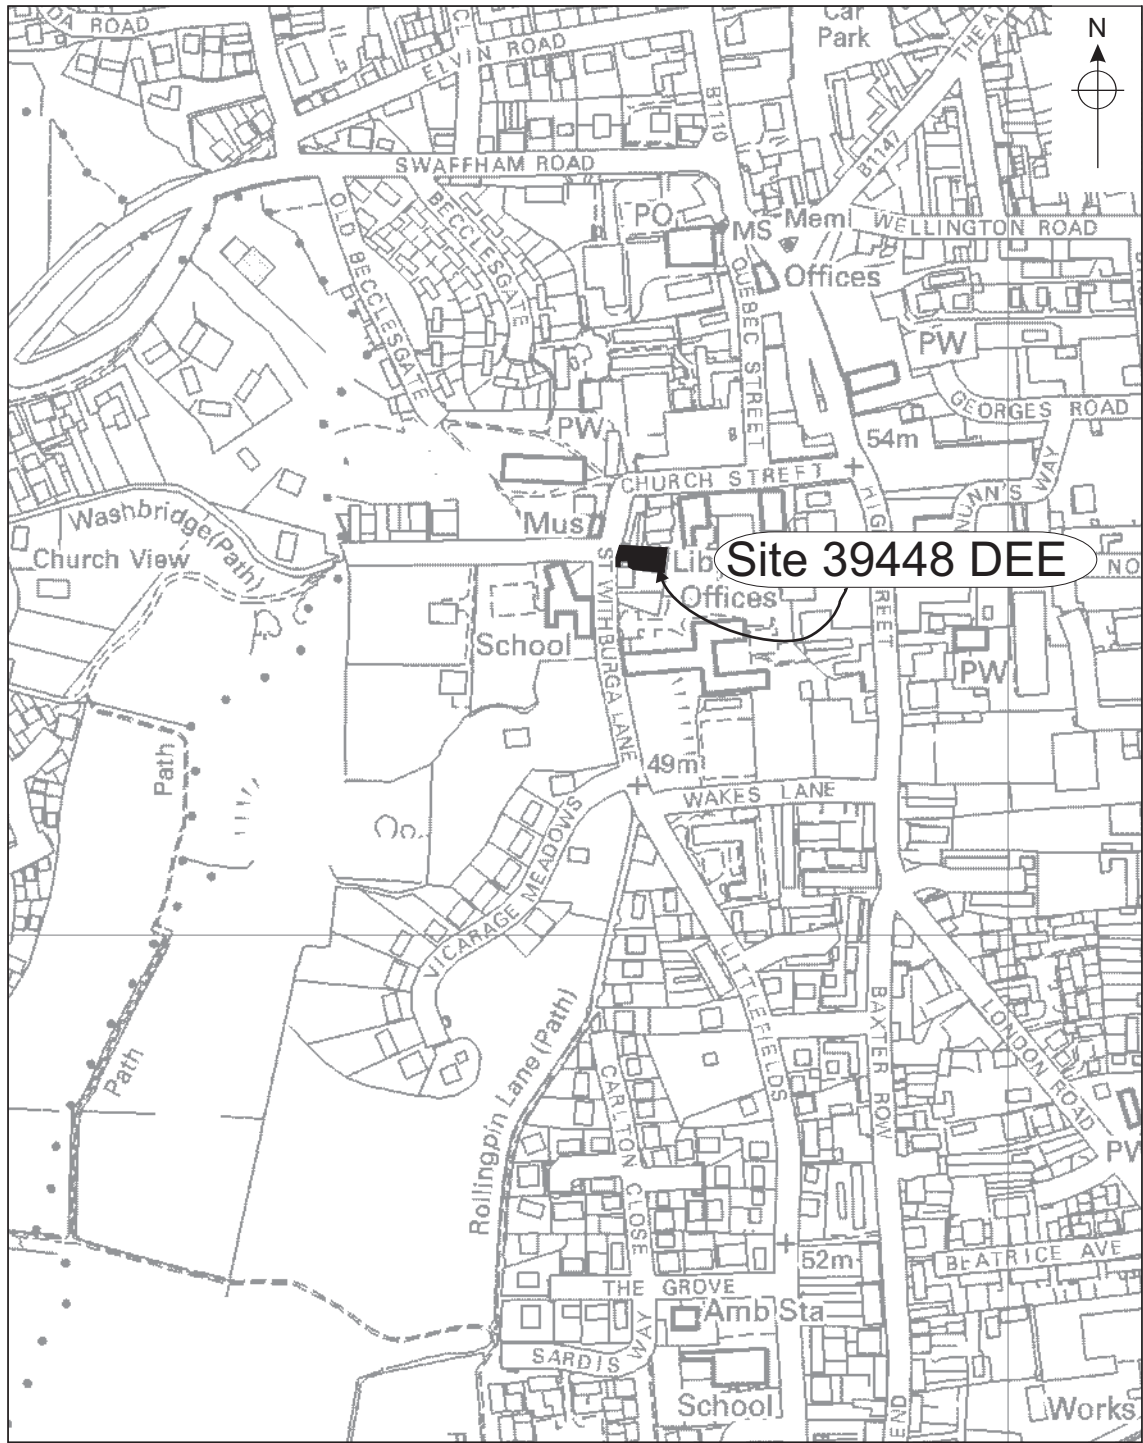 DA ROAD
ELVIN ROAD
B1110
Car
Park
N
B1147
SWAFFHAM ROAD
OLD BECCLESGATE
BECCLESGATE
PO
MS
Meml
WELLINGTON ROAD
Offices
QUEBEC STREET
PW
GEORGES ROAD
PW
54m
CHURCH STREET
NUNN'S WAY
Washbridge (Path)
Mus
Church View
Lib
Site 39448 DEE
NO
Offices
School
ST WITHBURGA LANE
PW
Path
49m
WAKES LANE
VICARAGE MEADOWS
LITTLEFIELDS
BAXTER ROW
LONDON ROAD
Rollingpin Lane (Path)
Path
CARLTON CLOSE
52m
BEATRICE AVE
THE GROVE
Amb Sta
SARDIS WAY
School
END
Works